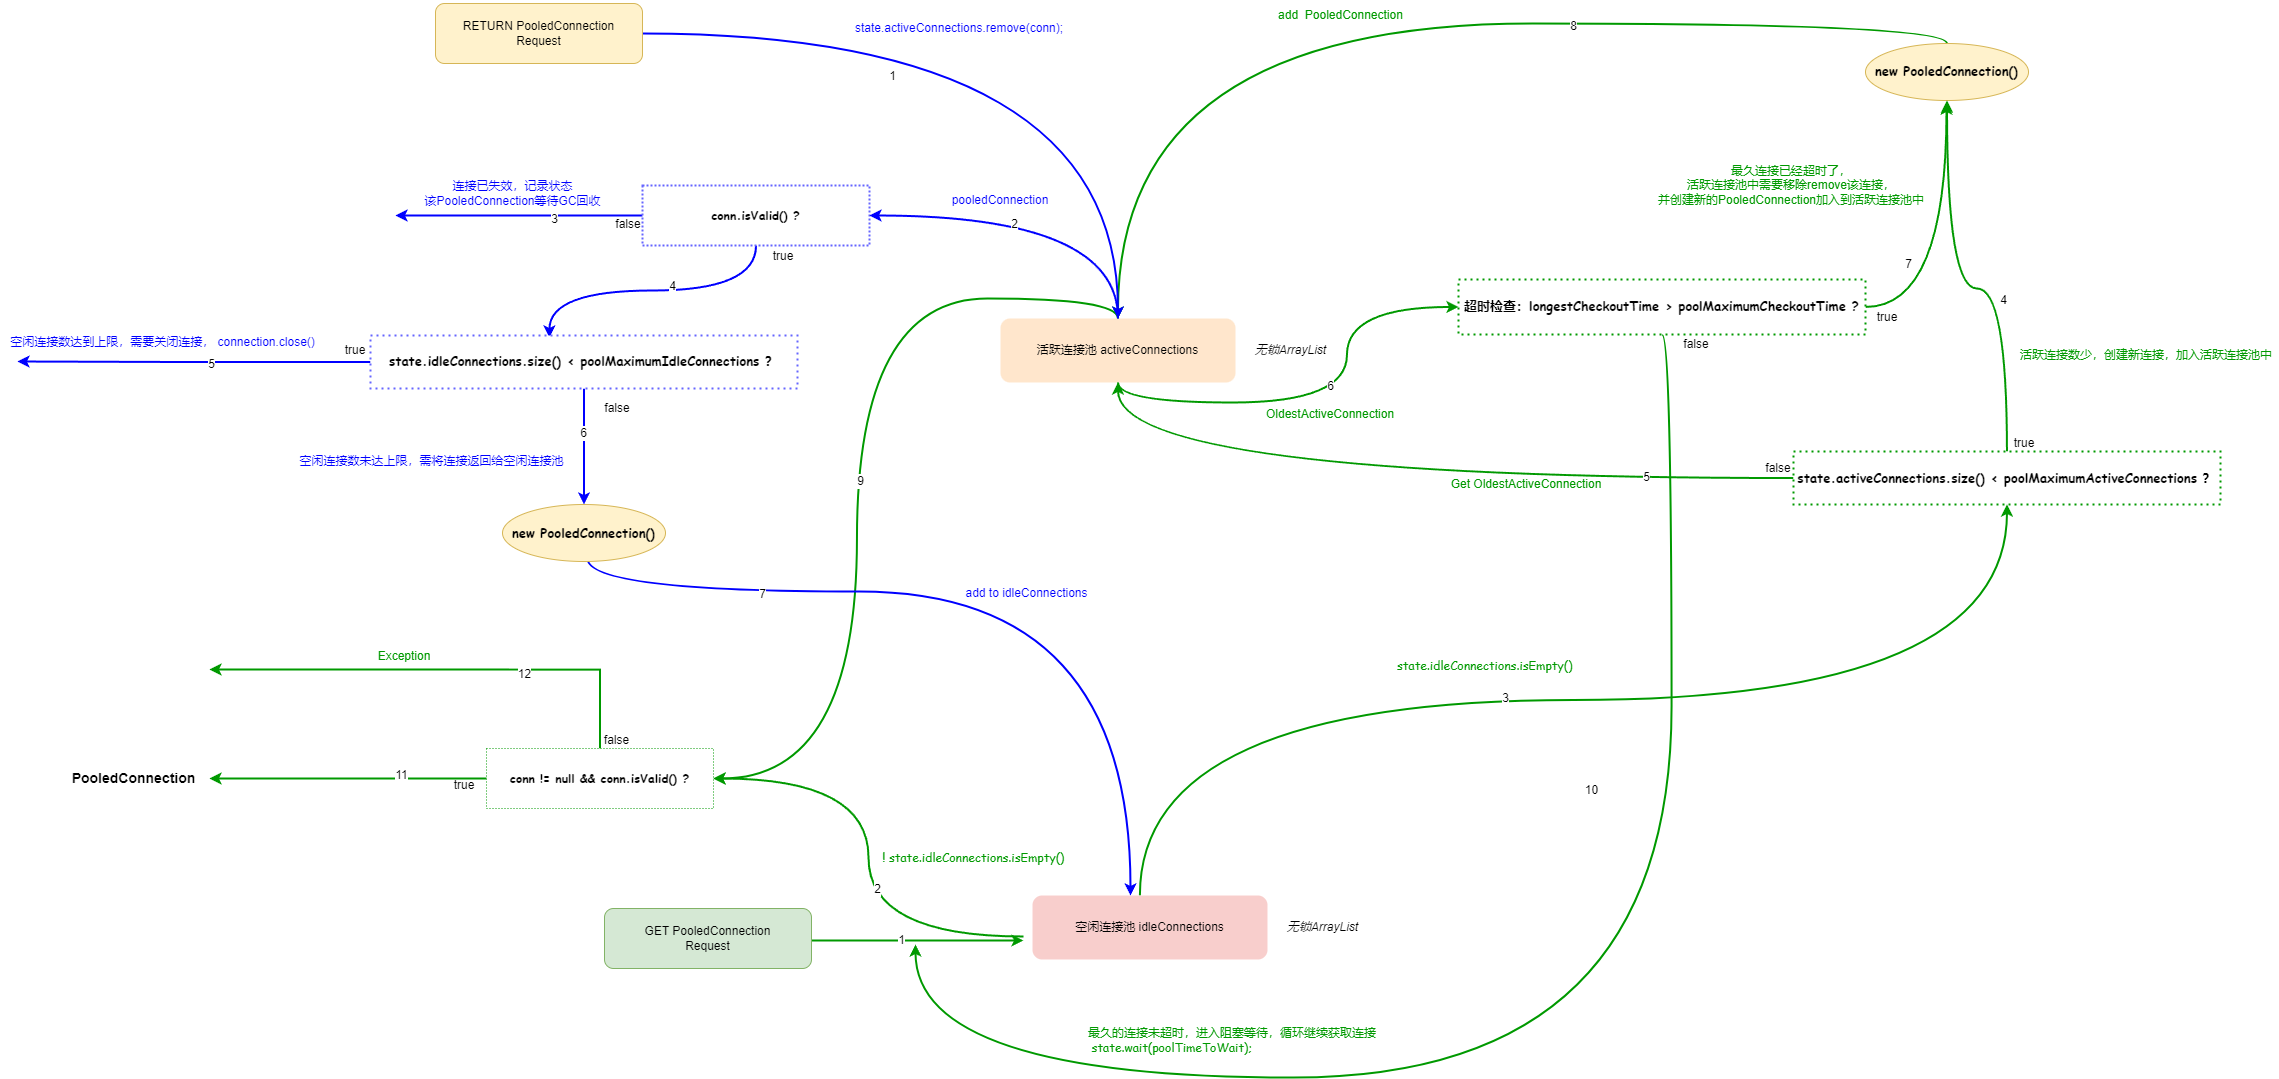 RETURN PooledConnection
Request
state.activeConnections.remove(conn);
1
add  PooledConnection
8
new PooledConnection()
最久连接已经超时了，
活跃连接池中需要移除remove该连接，
并创建新的PooledConnection加入到活跃连接池中
连接已失效，记录状态
该PooledConnection等待GC回收
3
false
conn.isValid() ?
true
pooledConnection
2
4
7
4
超时检查：longestCheckoutTime > poolMaximumCheckoutTime ?
true
false
空闲连接数达到上限，需要关闭连接， connection.close()
5
true
state.idleConnections.size() < poolMaximumIdleConnections ?
false
活跃连接池 activeConnections
无锁ArrayList
6
OldestActiveConnection
活跃连接数少，创建新连接，加入活跃连接池中
true
6
空闲连接数未达上限，需将连接返回给空闲连接池
9
false
5
Get OldestActiveConnection
state.activeConnections.size() < poolMaximumActiveConnections ?
new PooledConnection()
7
add to idleConnections
Exception
12
state.idleConnections.isEmpty()
3
false
PooledConnection
11
true
conn != null && conn.isValid() ?
10
! state.idleConnections.isEmpty()
2
GET PooledConnection
Request
1
空闲连接池 idleConnections
无锁ArrayList
最久的连接未超时，进入阻塞等待，循环继续获取连接
state.wait(poolTimeToWait);